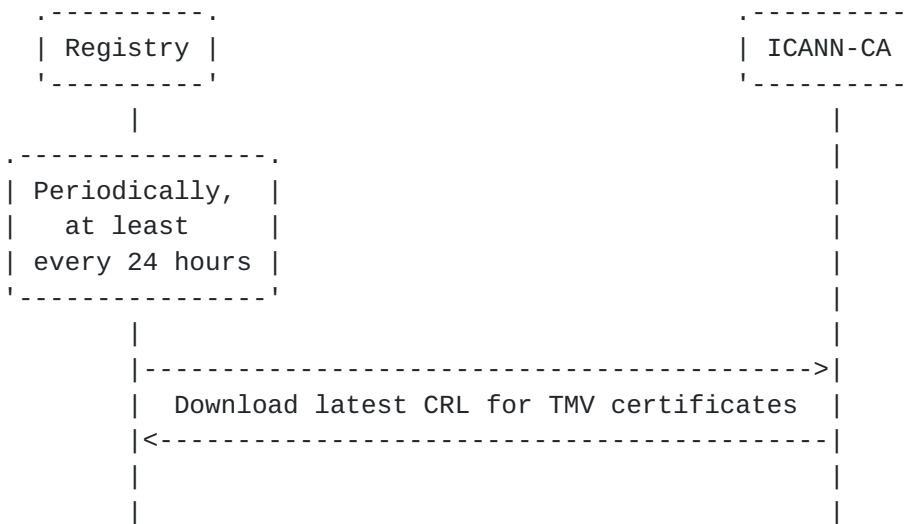 Registry
ICANN-CA
Periodically,
at least
every 24 hours
Download latest CRL for TMV certificates